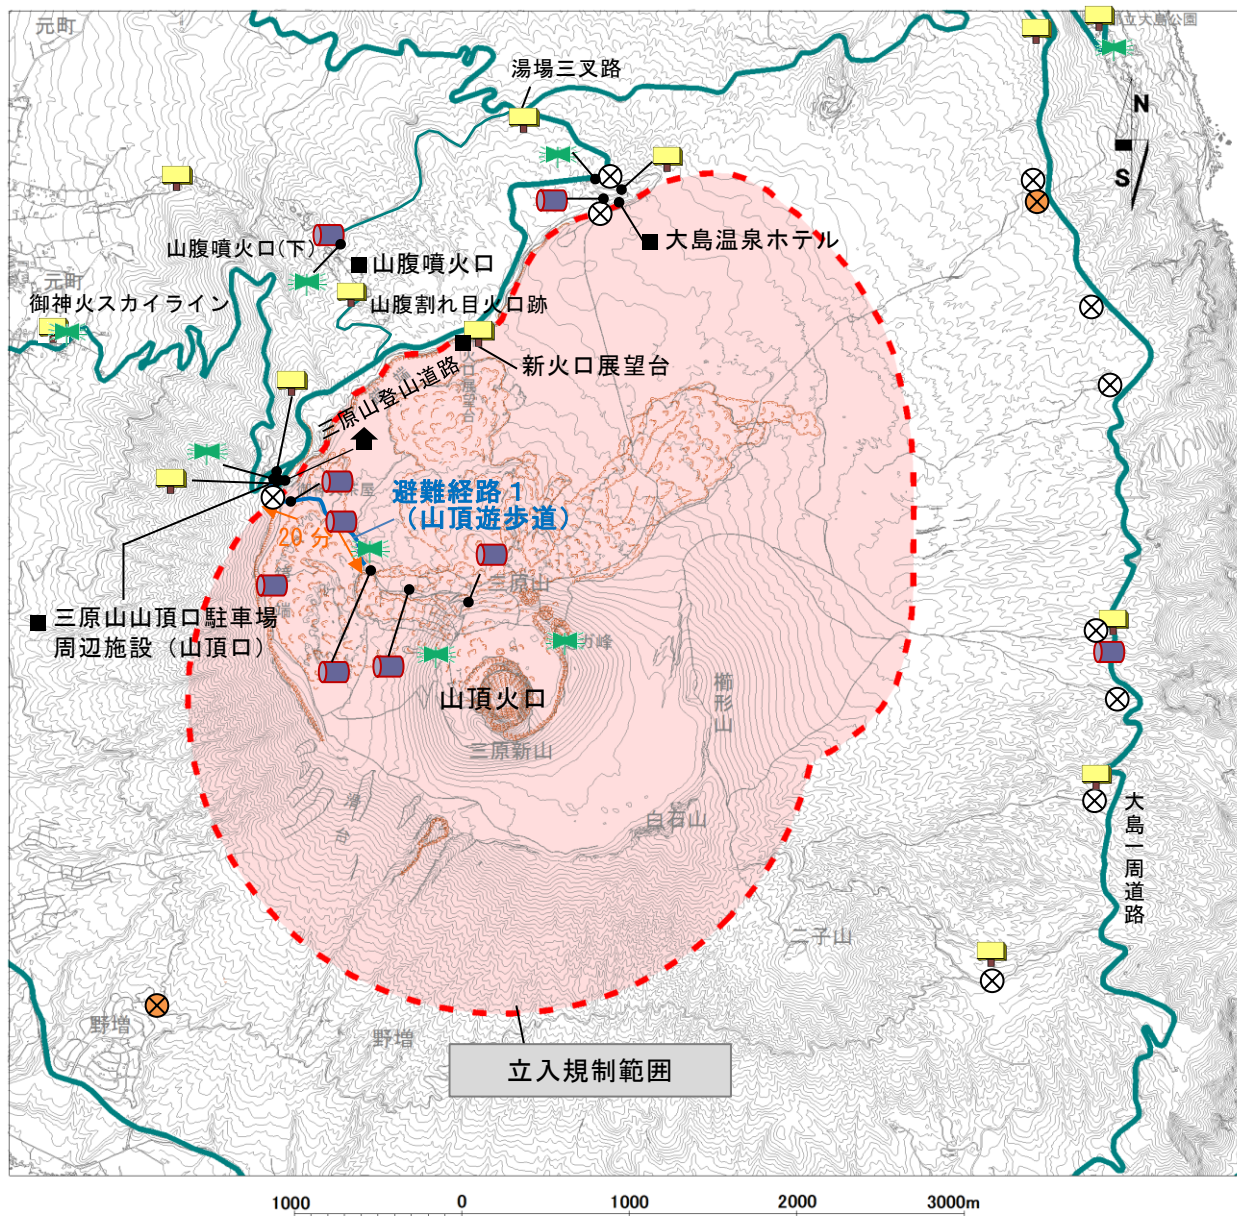 元町
都立大島公園
湯場三叉路
N
S
大島温泉ホテル
山腹噴火口(下)
山腹噴火口
元町
御神火スカイライン
山腹割れ目火口跡
新火口展望台
三原山登山道路
避難経路1
(山頂遊歩道)
20分
三原山
三原山山頂口駐車場
周辺施設(山頂口)
山頂火口
三原新山
櫛形山
白石山
大島一周道路
二子山
野増
野増
立入規制範囲
1000
0
1000
2000
3000m